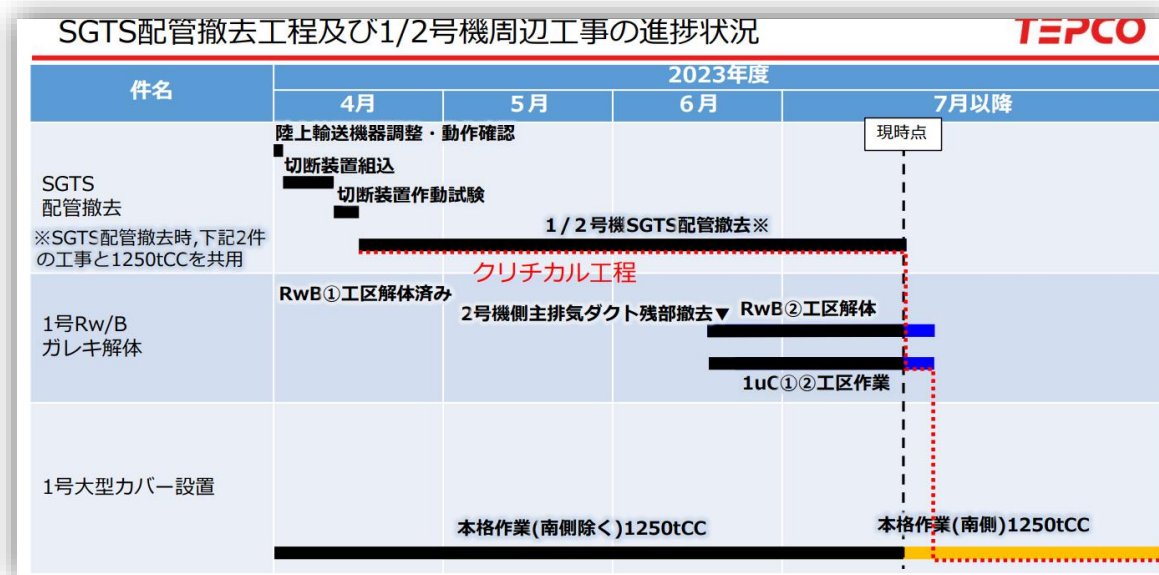 SGTS配管撤去工程及び1/2号機周辺工事の進捗状況
TEPCO
件名
2023年度
4月
5月
6月
7月以降
現時点
SGTS
配管撤去
※SGTS配管撤去時,下記2件
の工事と1250tCCを共用
陸上輸送機器調整・動作確認
切断装置組込
切断装置作動試験
1/2号機SGTS配管撤去※
クリチカル工程
1号Rw/B
ガレキ解体
RwB①工区解体済み
2号機側主排気ダクト残部撤去▼
RwB②工区解体
1uC①②工区作業
1号大型カバー設置
本格作業(南側除く)1250tCC
本格作業(南側)1250tCC